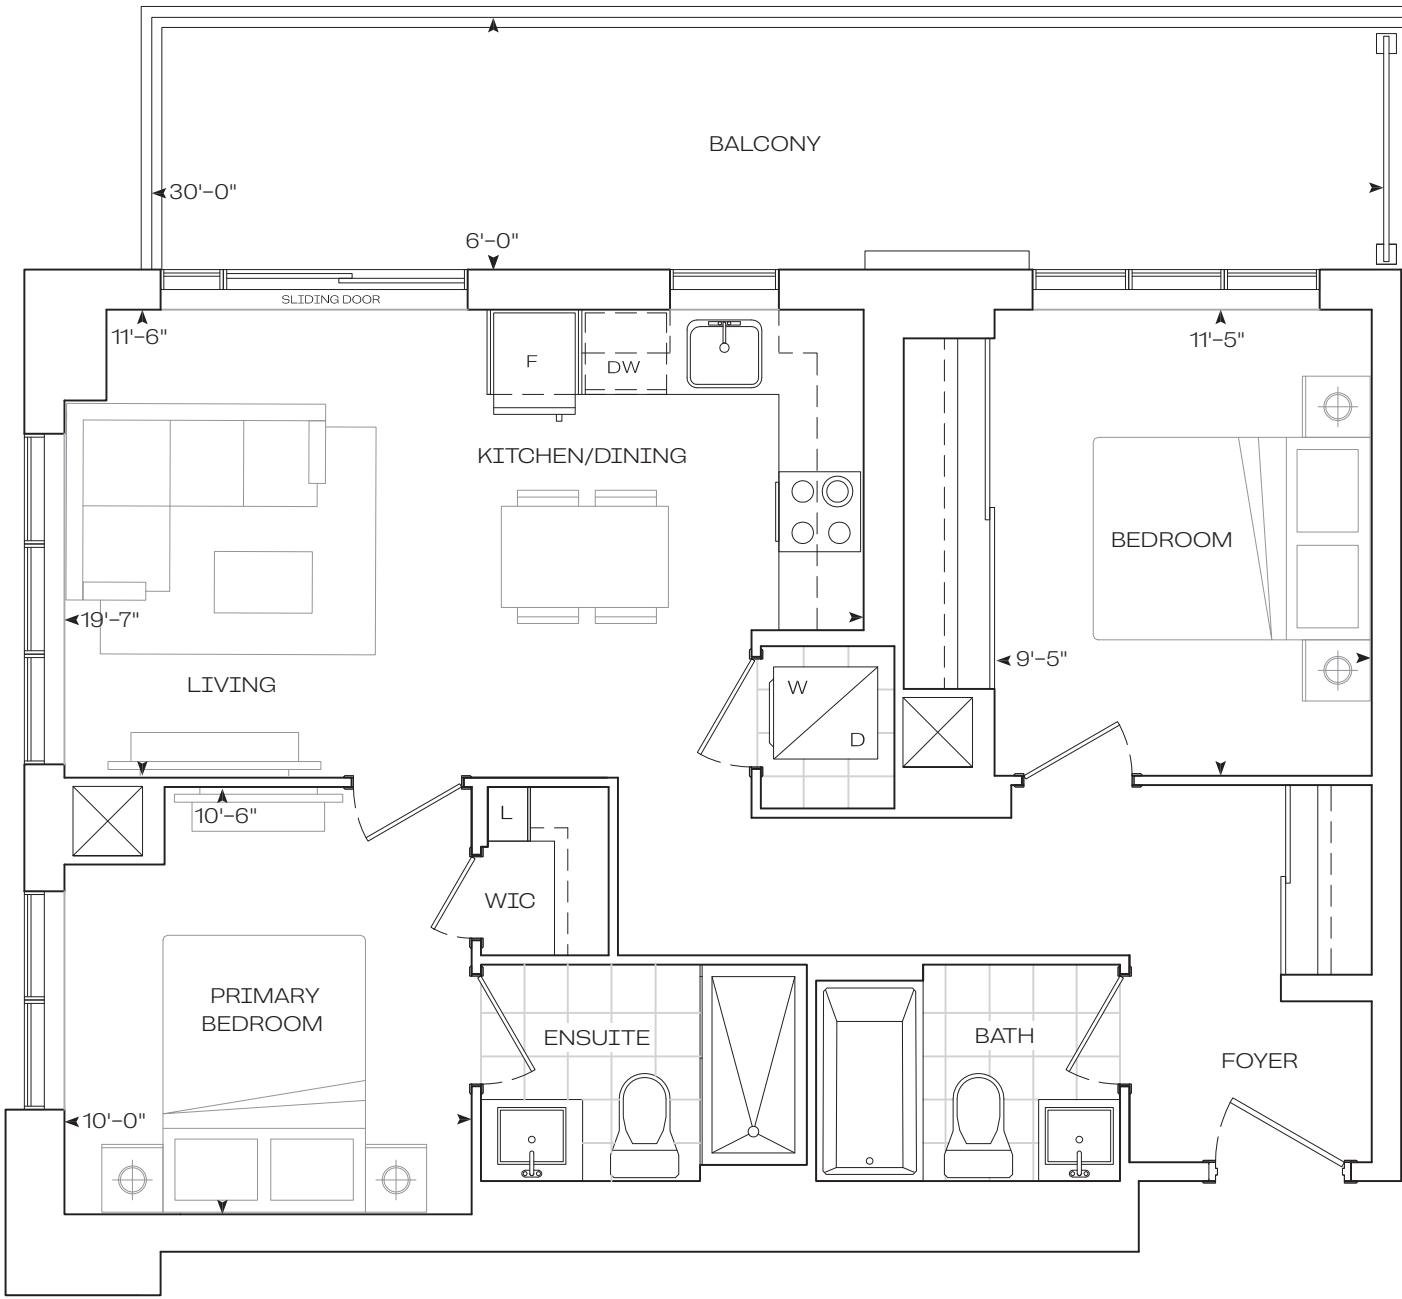 BALCONY
30'-0"
6'-0"
SLIDING DOOR
11'-6"
11'-5"
F
DW
KITCHEN/DINING
BEDROOM
19'-7"
9'-5"
LIVING
W
D
10'-6"
L
WIC
PRIMARY
BEDROOM
ENSUITE
BATH
FOYER
10'-0"